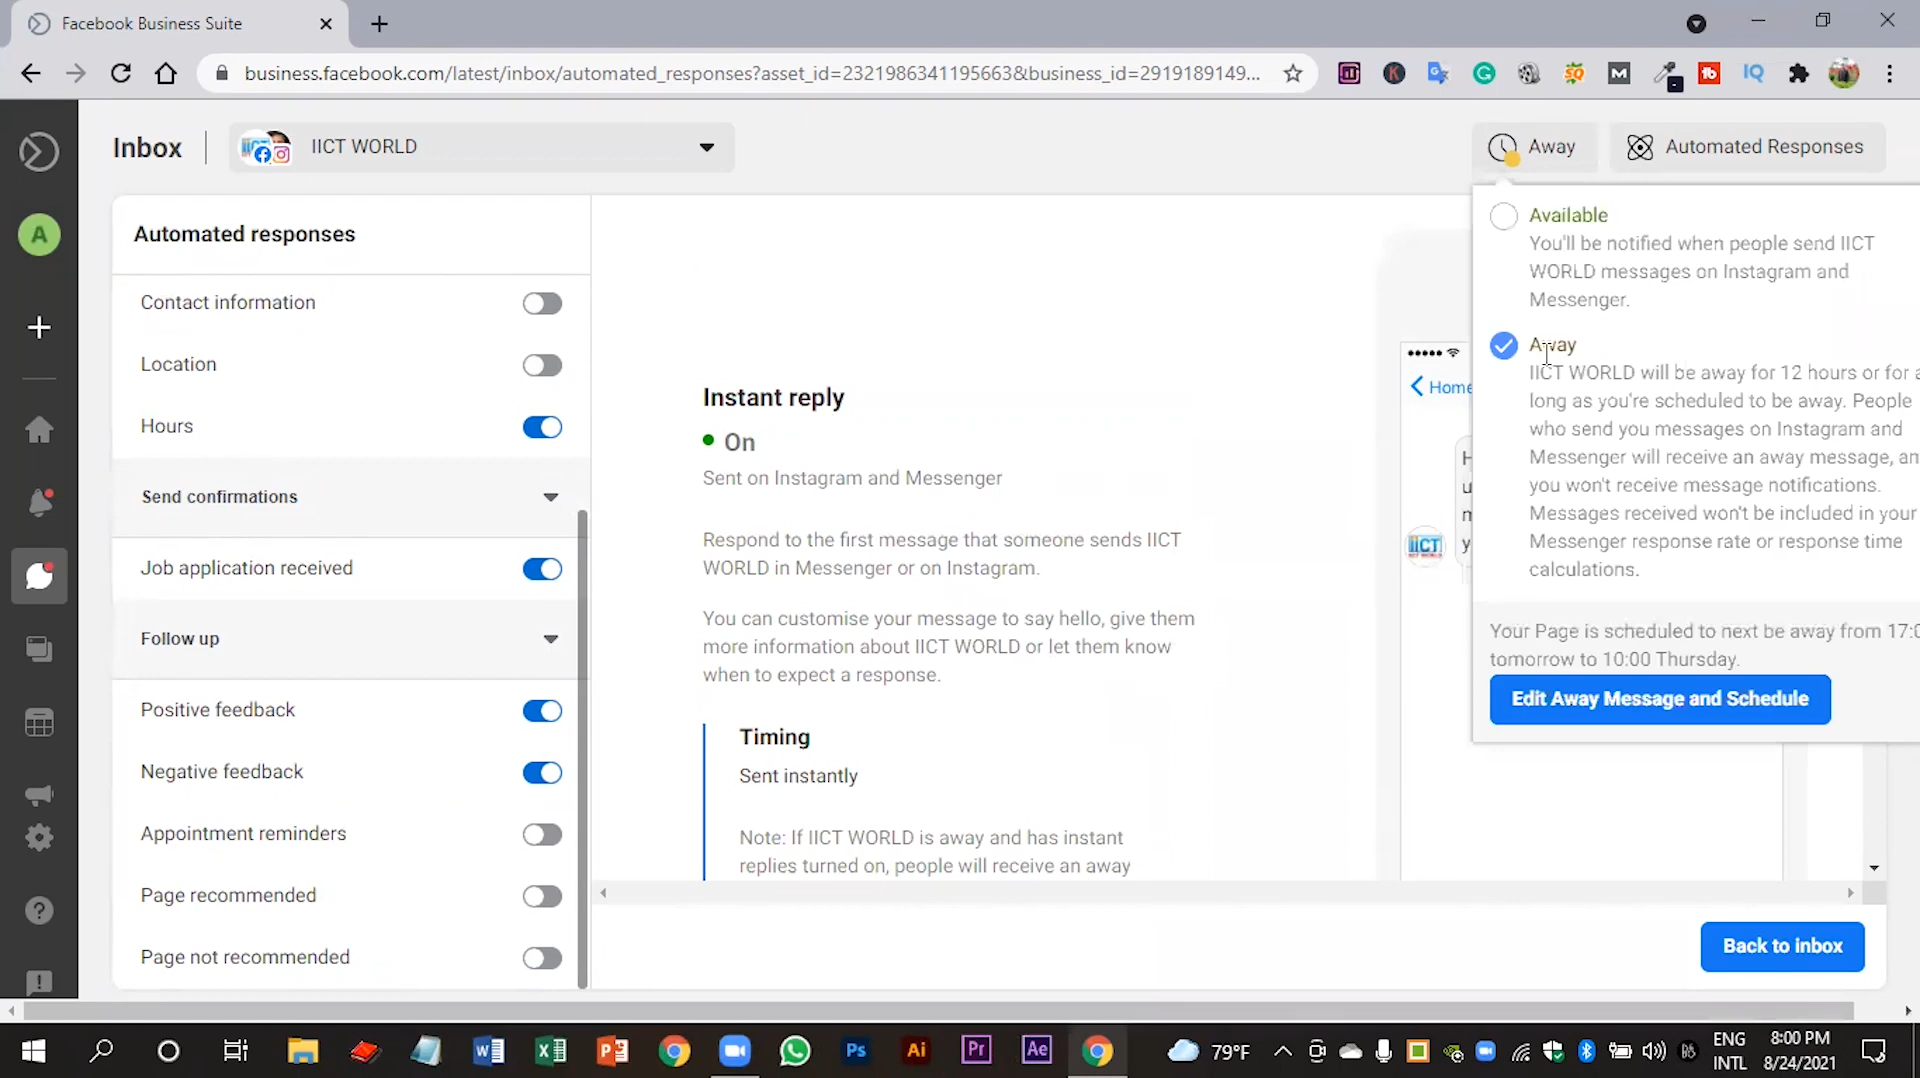 Facebook Business Suite
business.facebook.com/latest/inbox/automated_responses?asset_id=2321986341195663&business_id=2919189149...
Inbox
IICT WORLD
Away
Automated Responses
A
Automated responses
Contact information
Location
Hours
Send confirmations
Job application received
Follow up
Positive feedback
Negative feedback
Appointment reminders
Page recommended
Page not recommended
Instant reply
On
Sent on Instagram and Messenger
Respond to the first message that someone sends IICT
WORLD in Messenger or on Instagram.
You can customise your message to say hello, give them
more information about IICT WORLD or let them know
when to expect a response.
Timing
Sent instantly
Note: If IICT WORLD is away and has instant
replies turned on, people will receive an away
Home
IICT
Available
You'll be notified when people send IICT
WORLD messages on Instagram and
Messenger.
Away
IICT WORLD will be away for 12 hours or for a
long as you're scheduled to be away. People
who send you messages on Instagram and
Messenger will receive an away message, an
you won't receive message notifications.
Messages received won't be included in your
Messenger response rate or response time
calculations.
Your Page is scheduled to next be away from 17:0
tomorrow to 10:00 Thursday.
Edit Away Message and Schedule
Back to inbox
Ps
Ai
Pr
Ae
79°F
ENG
INTL
8:00 PM
8/24/2021